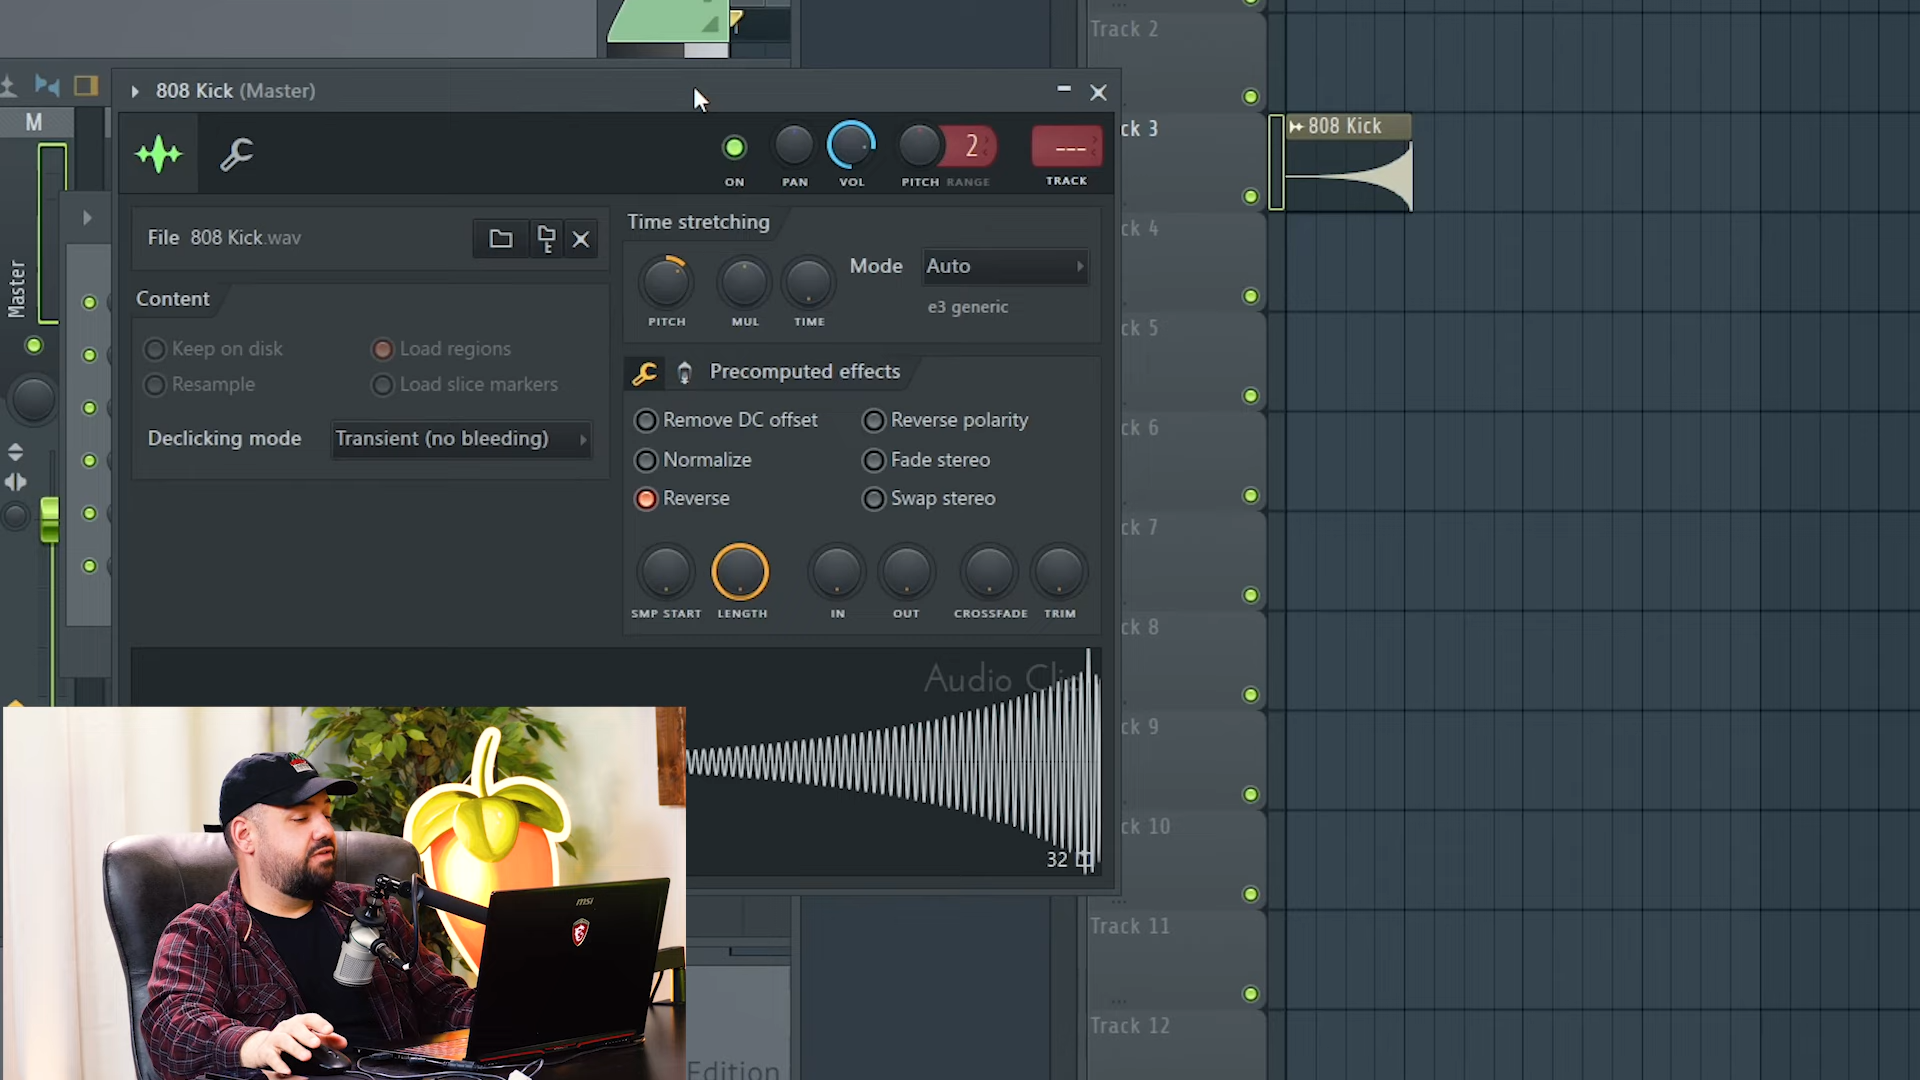 Track 2
808 Kick (Master)
M
2
---
ON
PAN
VOL
PITCH RANGE
TRACK
ck 3
808 Kick
File 808 Kick.wav
Time stretching
Mode Auto
e3 generic
PITCH
MUL
TIME
Master
Content
Keep on disk
Load regions
Resample
Load slice markers
Declicking mode Transient (no bleeding)
Precomputed effects
Remove DC offset
Reverse polarity
Normalize
Fade stereo
Reverse
Swap stereo
SMP START
LENGTH
IN
OUT
CROSSFADE
TRIM
Audio Clip
32
ck 4
ck 5
ck 6
ck 7
ck 8
ck 9
ck 10
Track 11
Track 12
msi
Edition